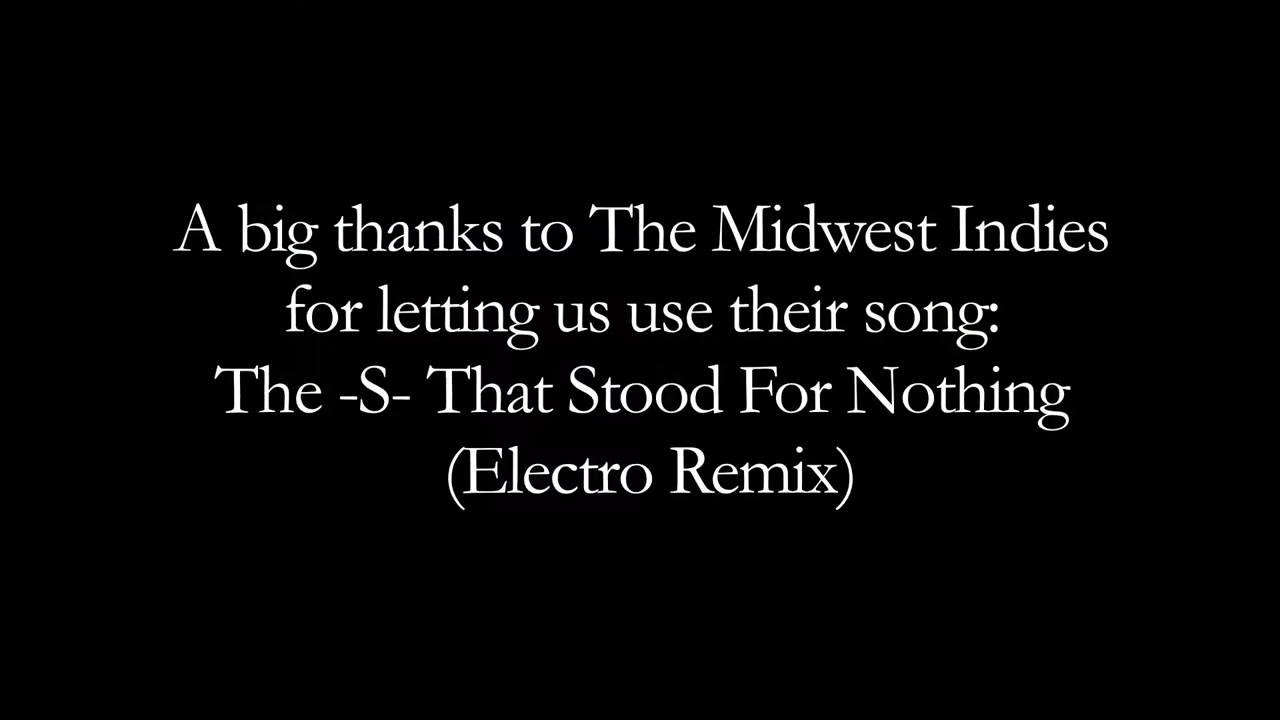 A big thanks to The Midwest Indies
for letting us use their song:
The -S- That Stood For Nothing
(Electro Remix)